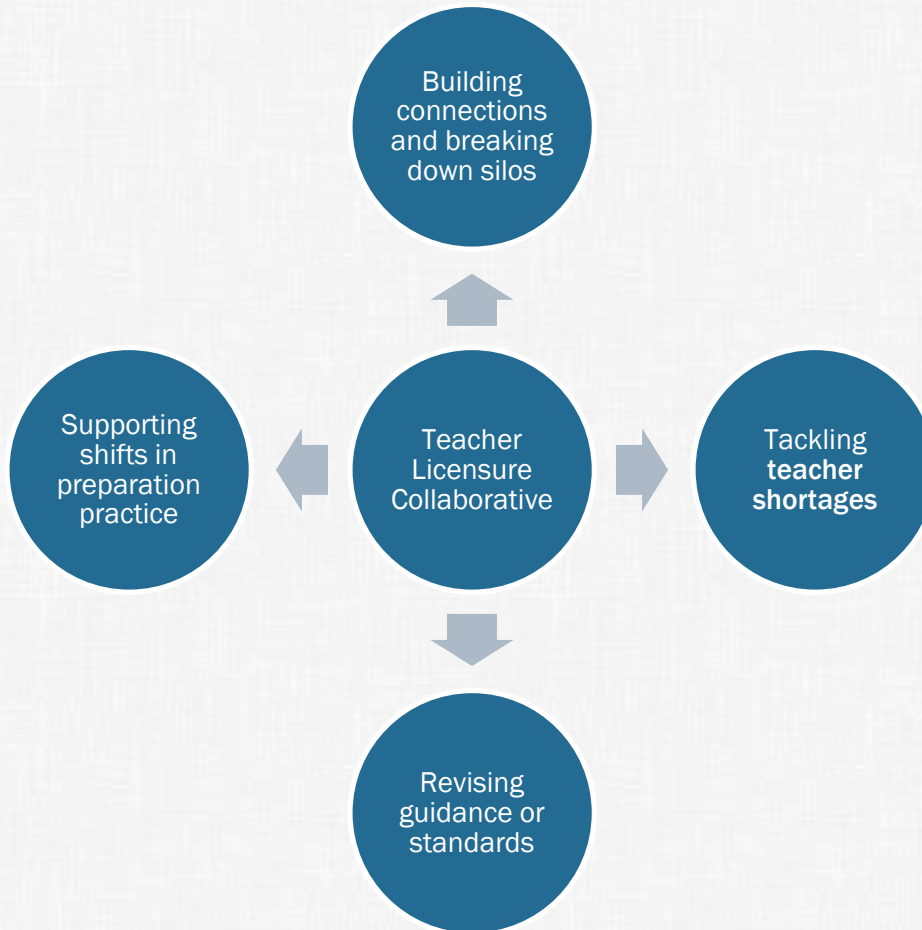 Building
connections
and breaking
down silos
Supporting
shifts in
preparation
practice
Teacher
Licensure
Collaborative
Tackling
teacher
shortages
Revising
guidance or
standards